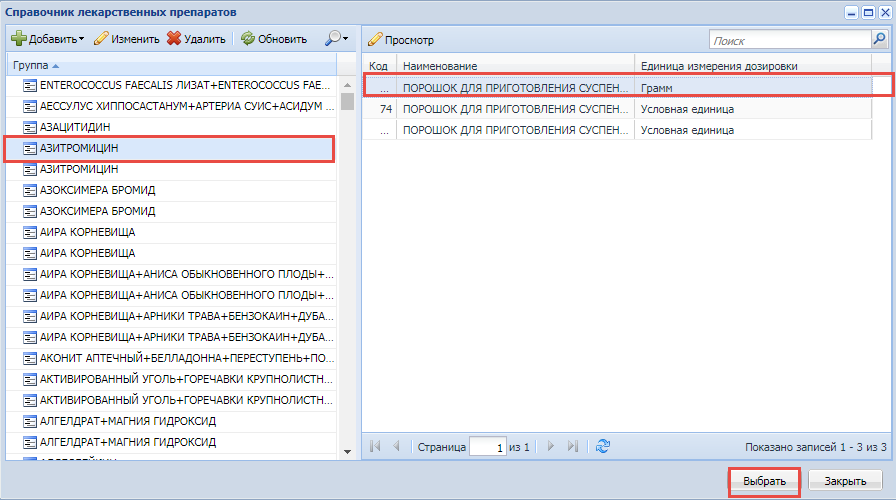 Справочник лекарственных препаратов
Добавить Изменить Удалить Обновить
Просмотр
Поиск
Группа
Код Наименование Единица измерения дозировки
ENTEROCOCCUS FAECALIS ЛИЗАТ+ENTEROCOCCUS FAE...
АЕССУЛУС ХИППОСАСТАНУМ+АРТЕРИА СУИС+АСИДУМ ...
АЗАЦИТИДИН
АЗИТРОМИЦИН
АЗИТРОМИЦИН
АЗОКСИМЕРА БРОМИД
АЗОКСИМЕРА БРОМИД
АИРА КОРНЕВИЩА
АИРА КОРНЕВИЩА
АИРА КОРНЕВИЩА+АНИСА ОБЫКНОВЕННОГО ПЛОДЫ+...
АИРА КОРНЕВИЩА+АНИСА ОБЫКНОВЕННОГО ПЛОДЫ+...
АИРА КОРНЕВИЩА+АРНИКИ ТРАВА+БЕНЗОКАИН+ДУБА...
АИРА КОРНЕВИЩА+АРНИКИ ТРАВА+БЕНЗОКАИН+ДУБА...
АКОНИТ АПТЕЧНЫЙ+БЕЛЛАДОННА+ПЕРЕСТУПЕНЬ+ПО...
АКТИВИРОВАННЫЙ УГОЛЬ+ГОРЕЧАВКИ КРУПНОЛИСТН...
АКТИВИРОВАННЫЙ УГОЛЬ+ГОРЕЧАВКИ КРУПНОЛИСТН...
АЛГЕЛДРАТ+МАГНИЯ ГИДРОКСИД
АЛГЕЛДРАТ+МАГНИЯ ГИДРОКСИД
... ПОРОШОК ДЛЯ ПРИГОТОВЛЕНИЯ СУСПЕН... Грамм
74 ПОРОШОК ДЛЯ ПРИГОТОВЛЕНИЯ СУСПЕН... Условная единица
... ПОРОШОК ДЛЯ ПРИГОТОВЛЕНИЯ СУСПЕН... Условная единица
Страница 1 из 1
Показано записей 1 - 3 из 3
Выбрать Закрыть